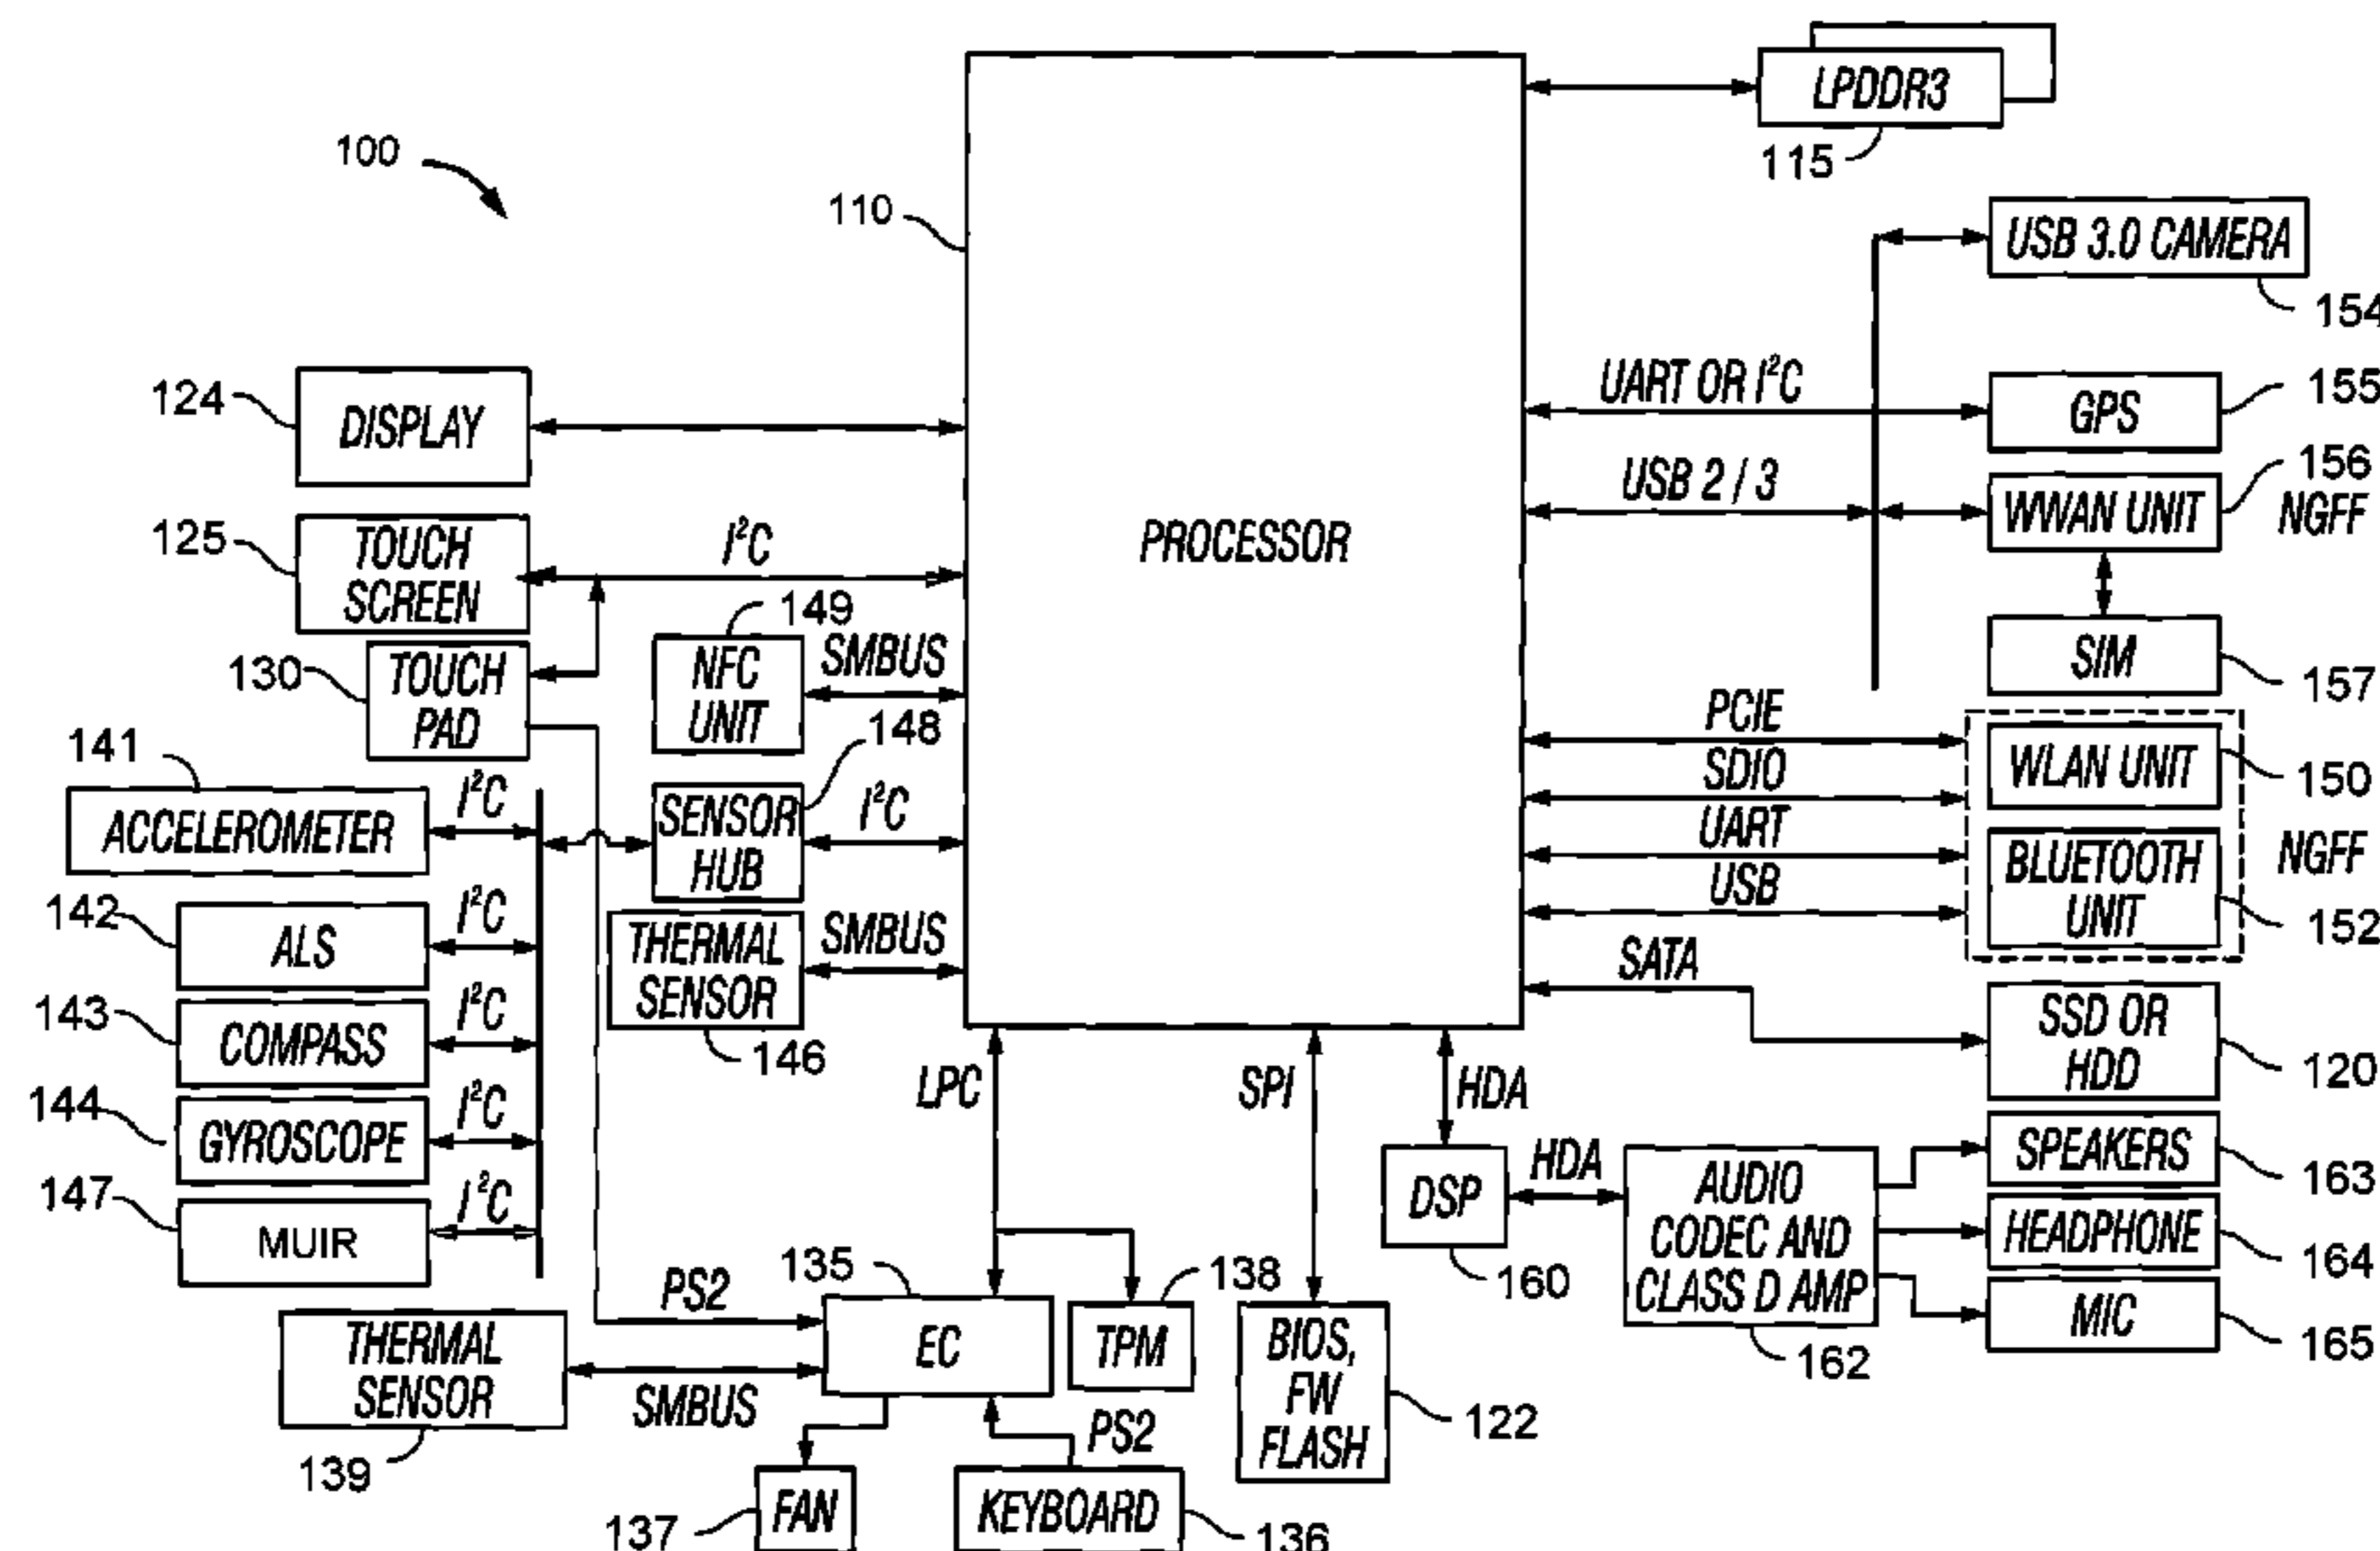 100
110
PROCESSOR
LPDDR3
115
USB 3.0 CAMERA
154
UART OR I²C
GPS
155
USB 2 / 3
WWAN UNIT
156
NGFF
SIM
157
124
DISPLAY
125
TOUCH
SCREEN
I²C
130
TOUCH
PAD
149
NFC
UNIT
SMBUS
148
SENSOR
HUB
I²C
THERMAL
SENSOR
SMBUS
146
141
ACCELEROMETER
I²C
142
ALS
I²C
143
COMPASS
I²C
144
GYROSCOPE
I²C
147
MUIR
I²C
PCIE
SDIO
UART
USB
WLAN UNIT
150
BLUETOOTH
UNIT
152
NGFF
SATA
SSD OR
HDD
120
LPC
SPI
HDA
DSP
160
HDA
AUDIO
CODEC AND
CLASS D AMP
162
SPEAKERS
163
HEADPHONE
164
MIC
165
PS2
135
EC
138
TPM
THERMAL
SENSOR
139
SMBUS
BIOS,
FW
FLASH
122
FAN
137
PS2
KEYBOARD
136